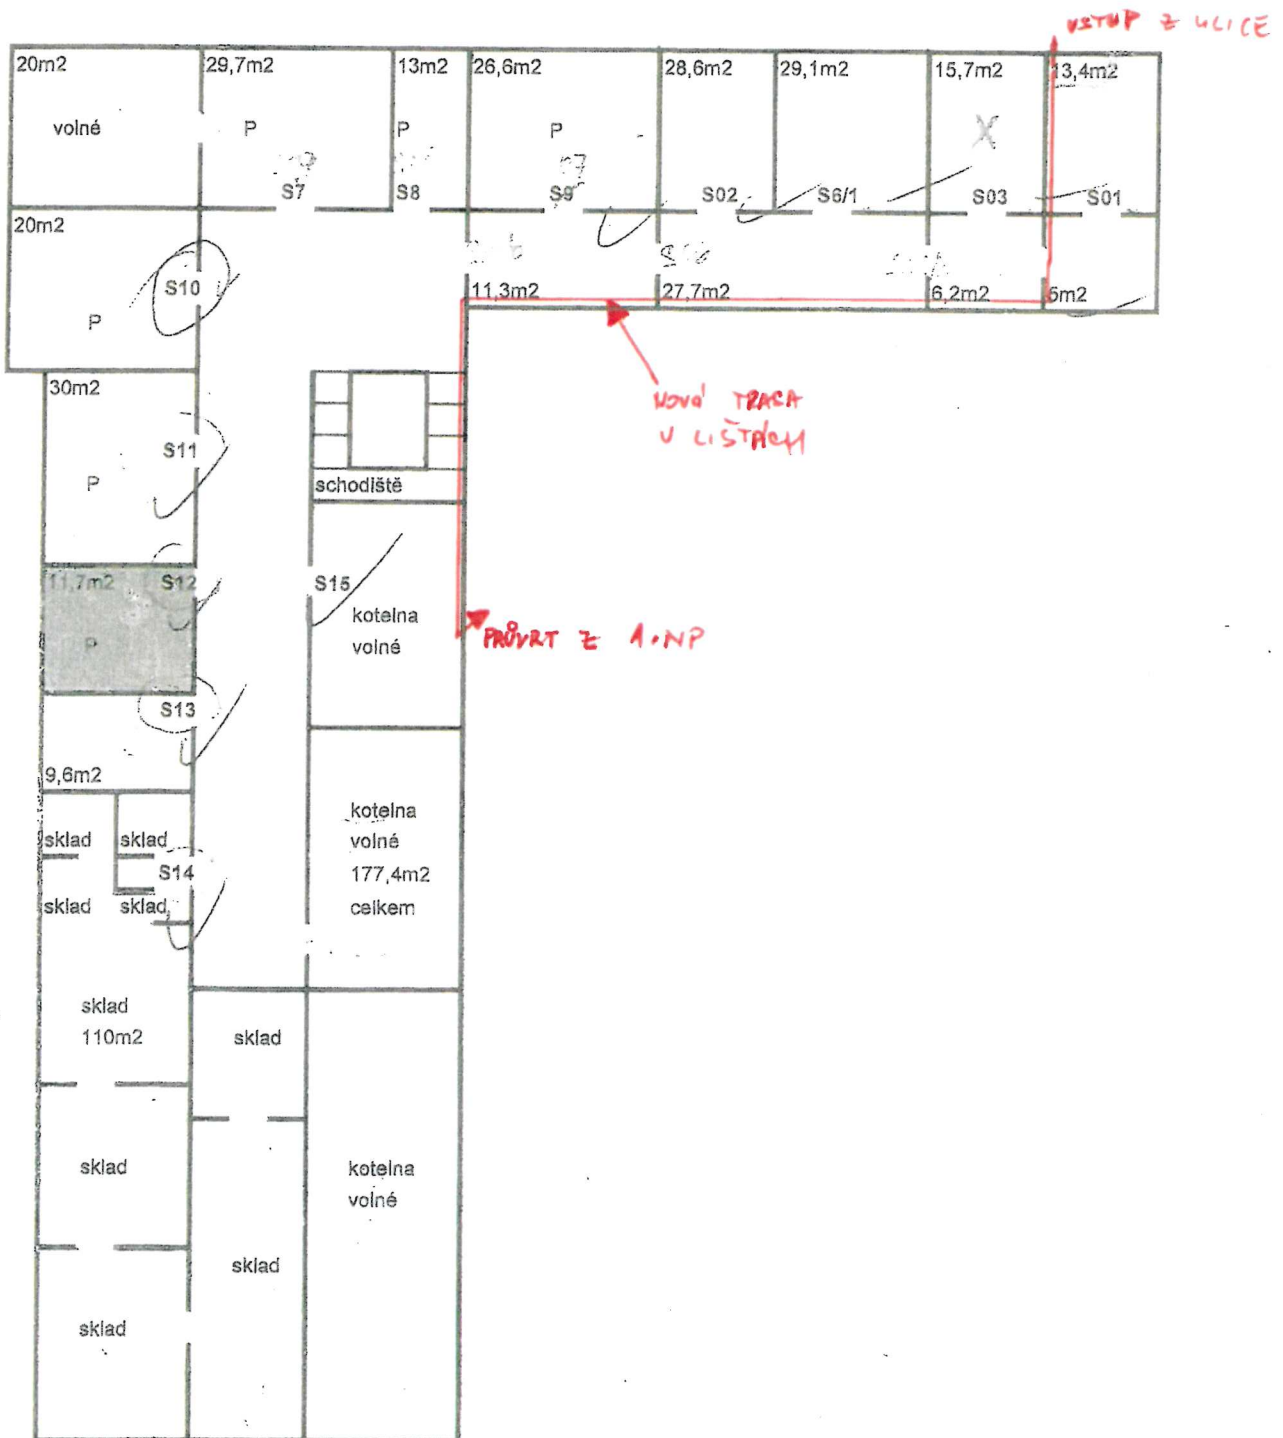 VSTUP Z ULICE
20m2
29,7m2
13m2
26,6m2
28,6m2
29,1m2
15,7m2
13,4m2
volné
P
P
P
X
S7
S8
S9
S02
S6/1
S03
S01
20m2
S10
P
11,3m2
27,7m2
6,2m2
5m2
NOVÁ TRASA
V LIŠTÁCH
30m2
S11
P
schodiště
11,7m2
S12
P
S15
kotelna
volné
PRŮVRT Z 1.NP
S13
9,6m2
kotelna
volné
177,4m2
celkem
sklad
sklad
S14
sklad
sklad
sklad
110m2
sklad
sklad
kotelna
volné
sklad
sklad